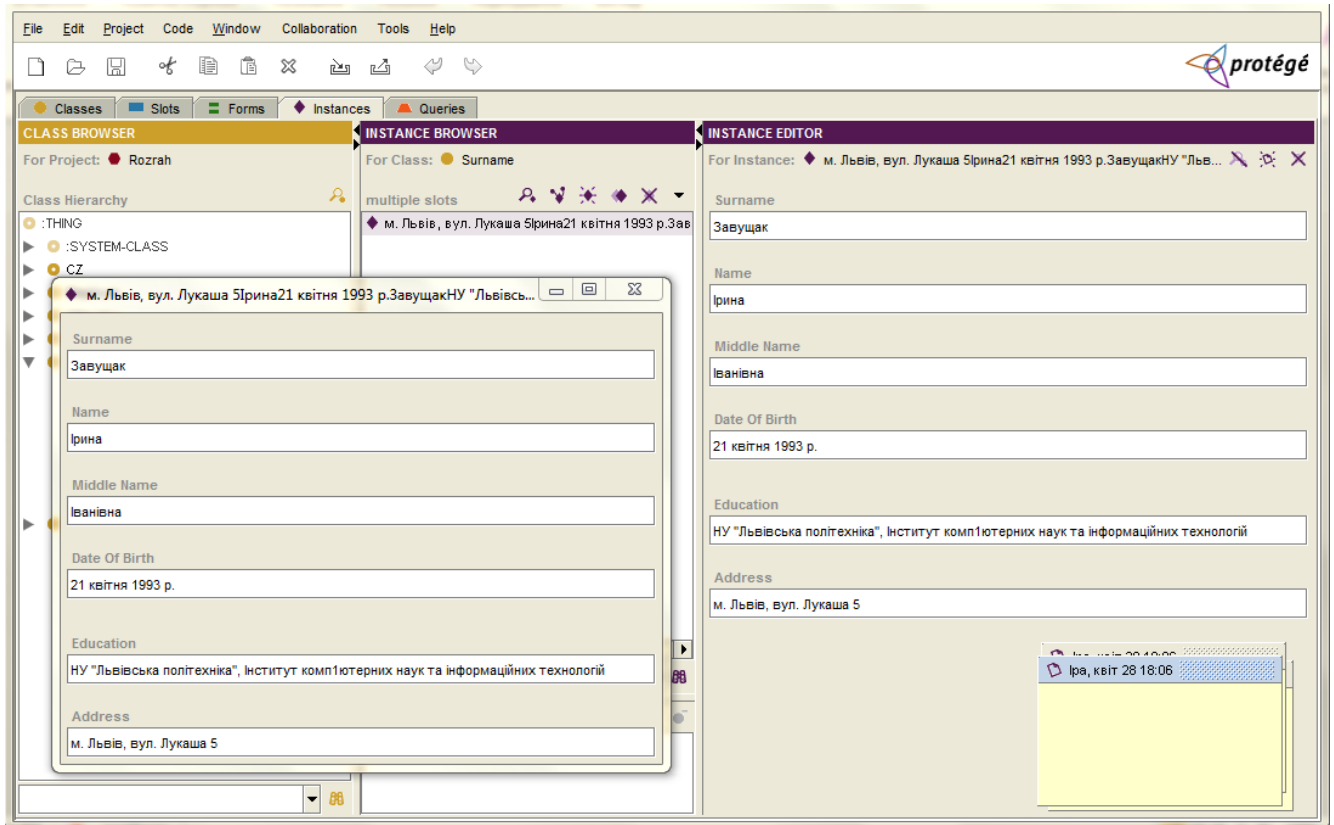 File Edit Project Code Window Collaboration Tools Help
protégé
Classes Slots Forms Instances Queries
CLASS BROWSER
For Project: Rozrah
Class Hierarchy
:THING
:SYSTEM-CLASS
CZ
INSTANCE BROWSER
For Class: Surname
multiple slots
м. Львів, вул. Лукаша 5Ірина21 квітня 1993 р.Зав
INSTANCE EDITOR
For Instance: м. Львів, вул. Лукаша 5Ірина21 квітня 1993 р.ЗавущакНУ "Льв...
Surname
Завущак
Name
Ірина
Middle Name
Іванівна
Date Of Birth
21 квітня 1993 р.
Education
НУ "Львівська політехніка", Інститут комп1ютерних наук та інформаційних технологій
Address
м. Львів, вул. Лукаша 5
м. Львів, вул. Лукаша 5Ірина21 квітня 1993 р.ЗавущакНУ "Львівсь...
Surname
Завущак
Name
Ірина
Middle Name
Іванівна
Date Of Birth
21 квітня 1993 р.
Education
НУ "Львівська політехніка", Інститут комп1ютерних наук та інформаційних технологій
Address
м. Львів, вул. Лукаша 5
Іра, квіт 28 18:06